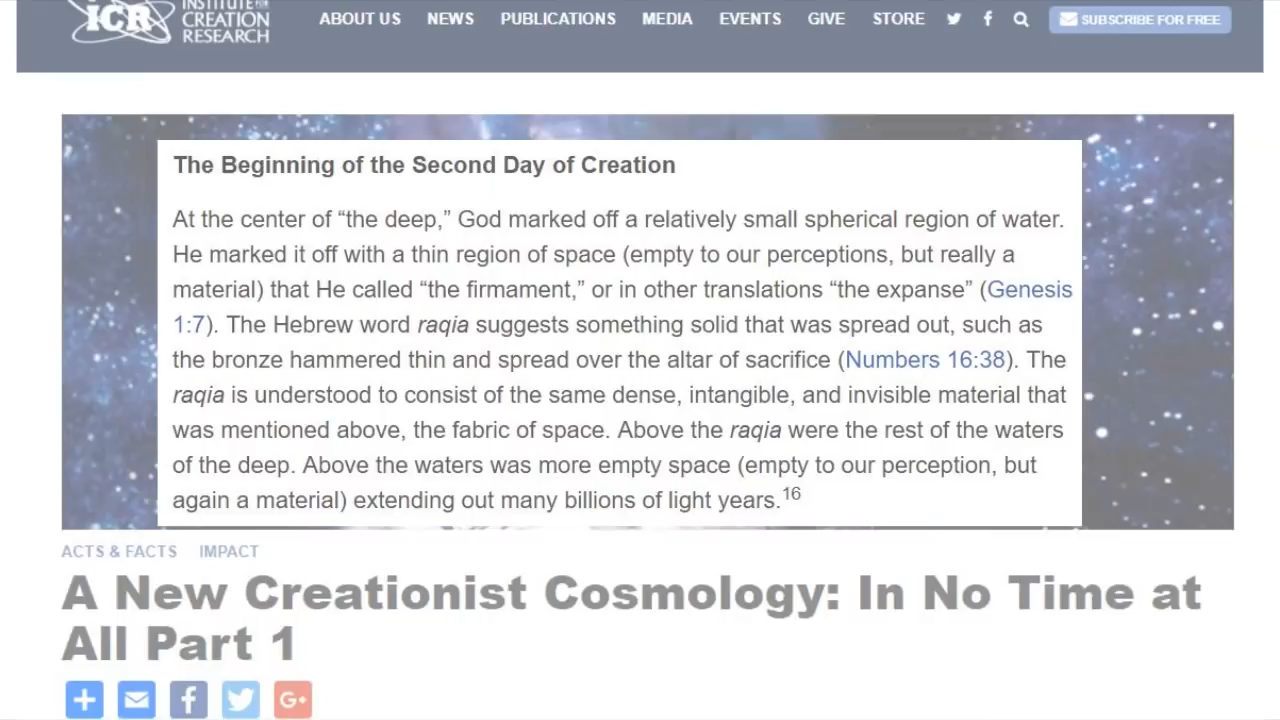 INSTITUTE FOR
CREATION
RESEARCH
iCR
ABOUT US NEWS PUBLICATIONS MEDIA EVENTS GIVE STORE SUBSCRIBE FOR FREE
The Beginning of the Second Day of Creation
At the center of “the deep,” God marked off a relatively small spherical region of water.
He marked it off with a thin region of space (empty to our perceptions, but really a
material) that He called “the firmament,” or in other translations “the expanse” (Genesis
1:7). The Hebrew word raqia suggests something solid that was spread out, such as
the bronze hammered thin and spread over the altar of sacrifice (Numbers 16:38). The
raqia is understood to consist of the same dense, intangible, and invisible material that
was mentioned above, the fabric of space. Above the raqia were the rest of the waters
of the deep. Above the waters was more empty space (empty to our perception, but
again a material) extending out many billions of light years.16
ACTS & FACTS IMPACT
A New Creationist Cosmology: In No Time at
All Part 1
f G+